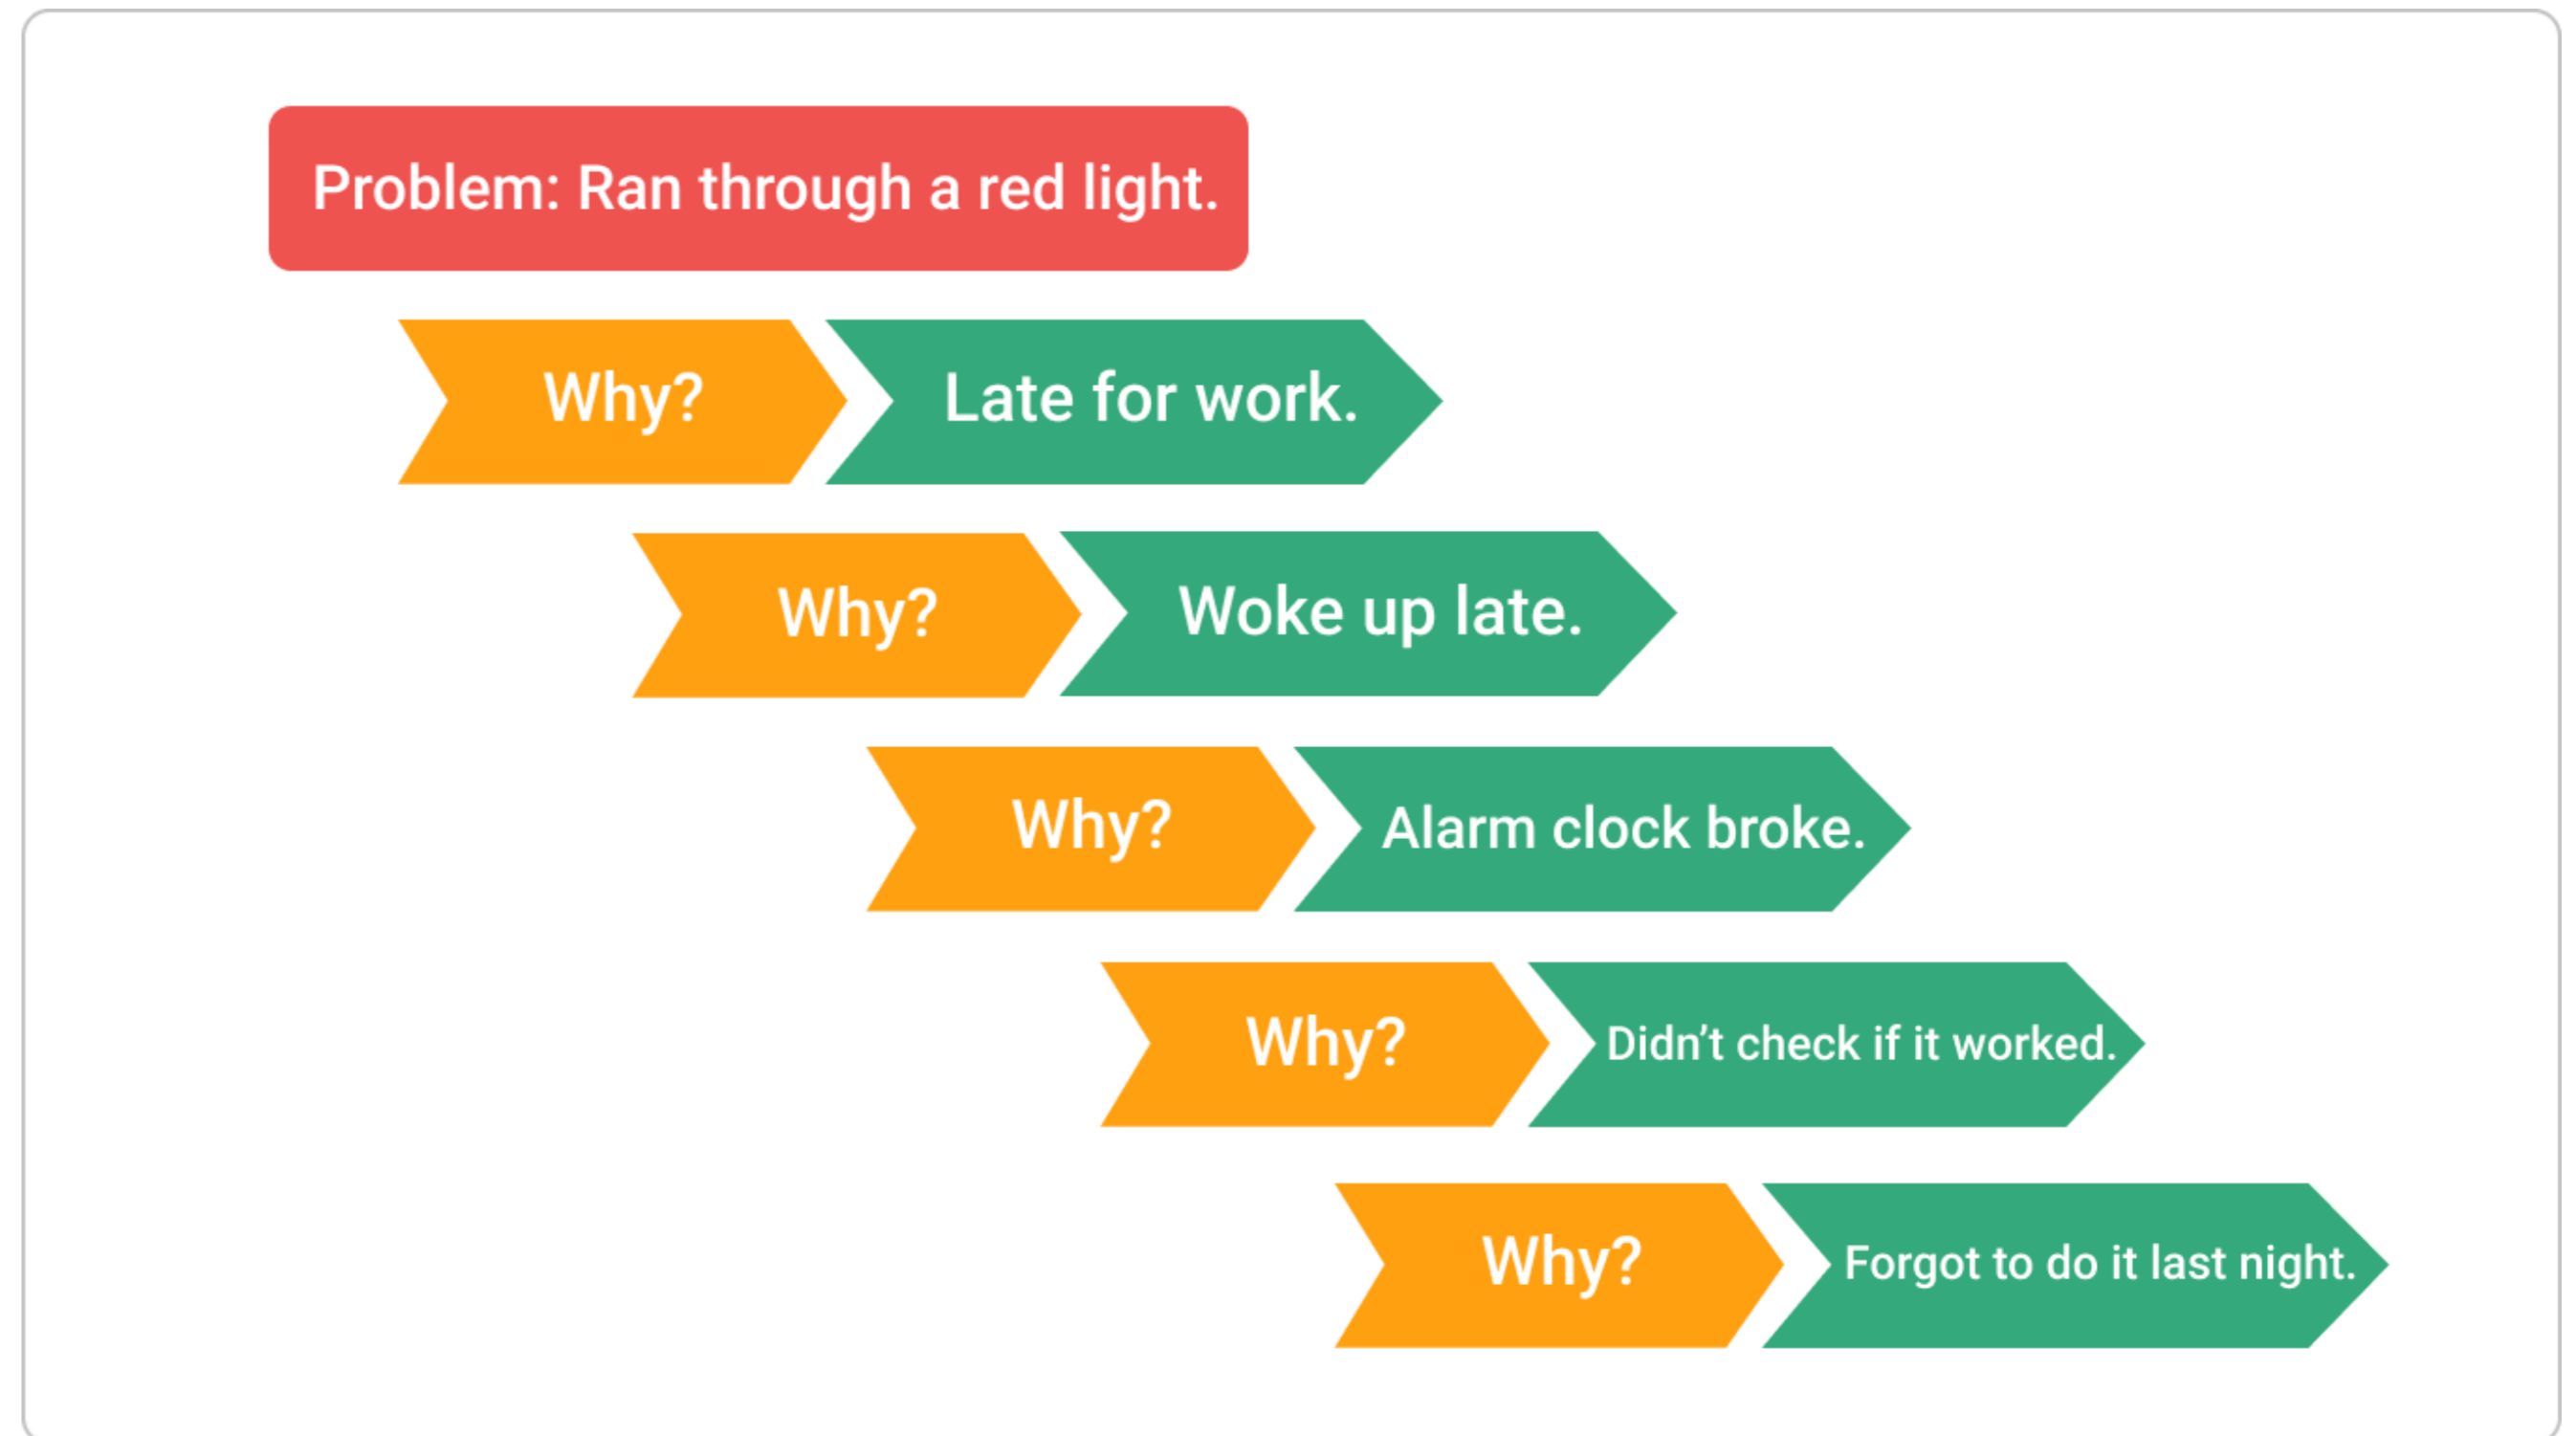 Problem: Ran through a red light.
Why? Late for work.
Why? Woke up late.
Why? Alarm clock broke.
Why? Didn’t check if it worked.
Why? Forgot to do it last night.